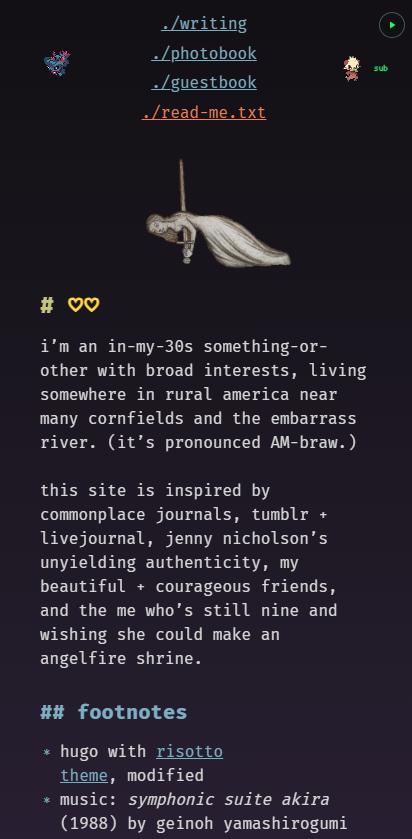 ./writing
./photobook
./guestbook
sub
./read-me.txt
# ♡♡
i’m an in-my-30s something-or-
other with broad interests, living
somewhere in rural america near
many cornfields and the embarrass
river. (it’s pronounced AM-braw.)
this site is inspired by
commonplace journals, tumblr +
livejournal, jenny nicholson’s
unyielding authenticity, my
beautiful + courageous friends,
and the me who’s still nine and
wishing she could make an
angelfire shrine.
## footnotes
* hugo with risotto
theme, modified
* music: symphonic suite akira
(1988) by geinoh yamashirogumi